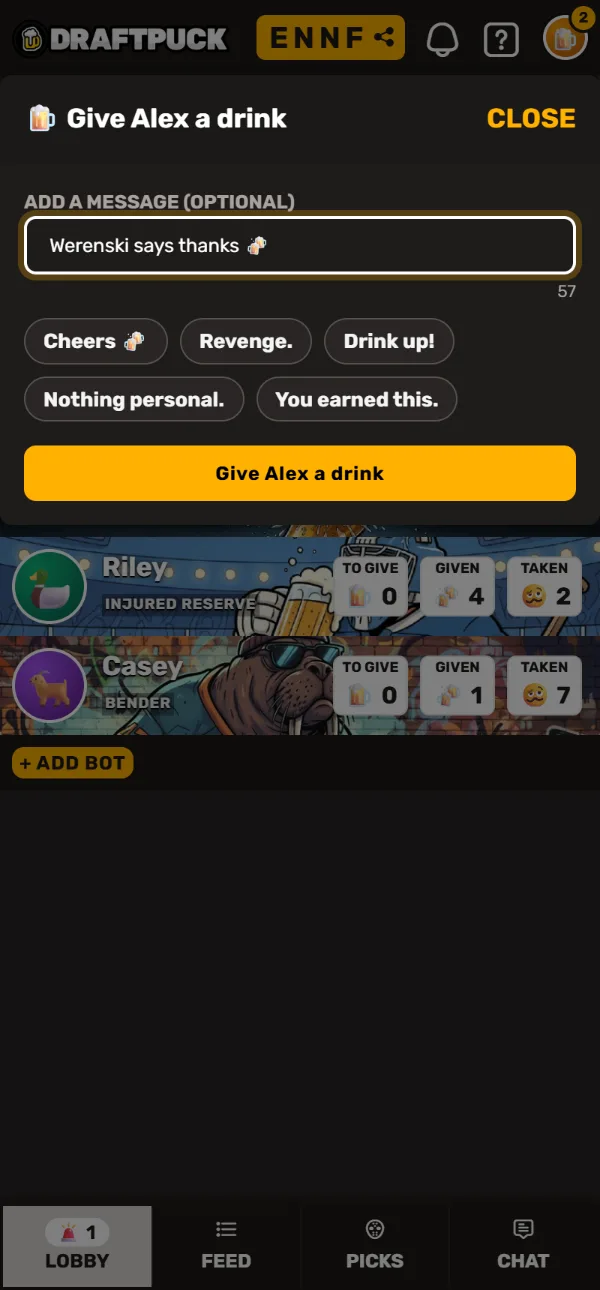 DRAFTPUCK ENNF ? 2
🍺 Give Alex a drink CLOSE
ADD A MESSAGE (OPTIONAL)
Werenski says thanks 🍻
57
Cheers 🍻 Revenge. Drink up!
Nothing personal. You earned this.
Give Alex a drink
Riley TO GIVE GIVEN TAKEN
INJURED RESERVE 🍺 0 🍻 4 🥴 2
Casey TO GIVE GIVEN TAKEN
BENDER 🍺 0 🍻 1 🥴 7
+ ADD BOT
🚨 1
LOBBY FEED PICKS CHAT